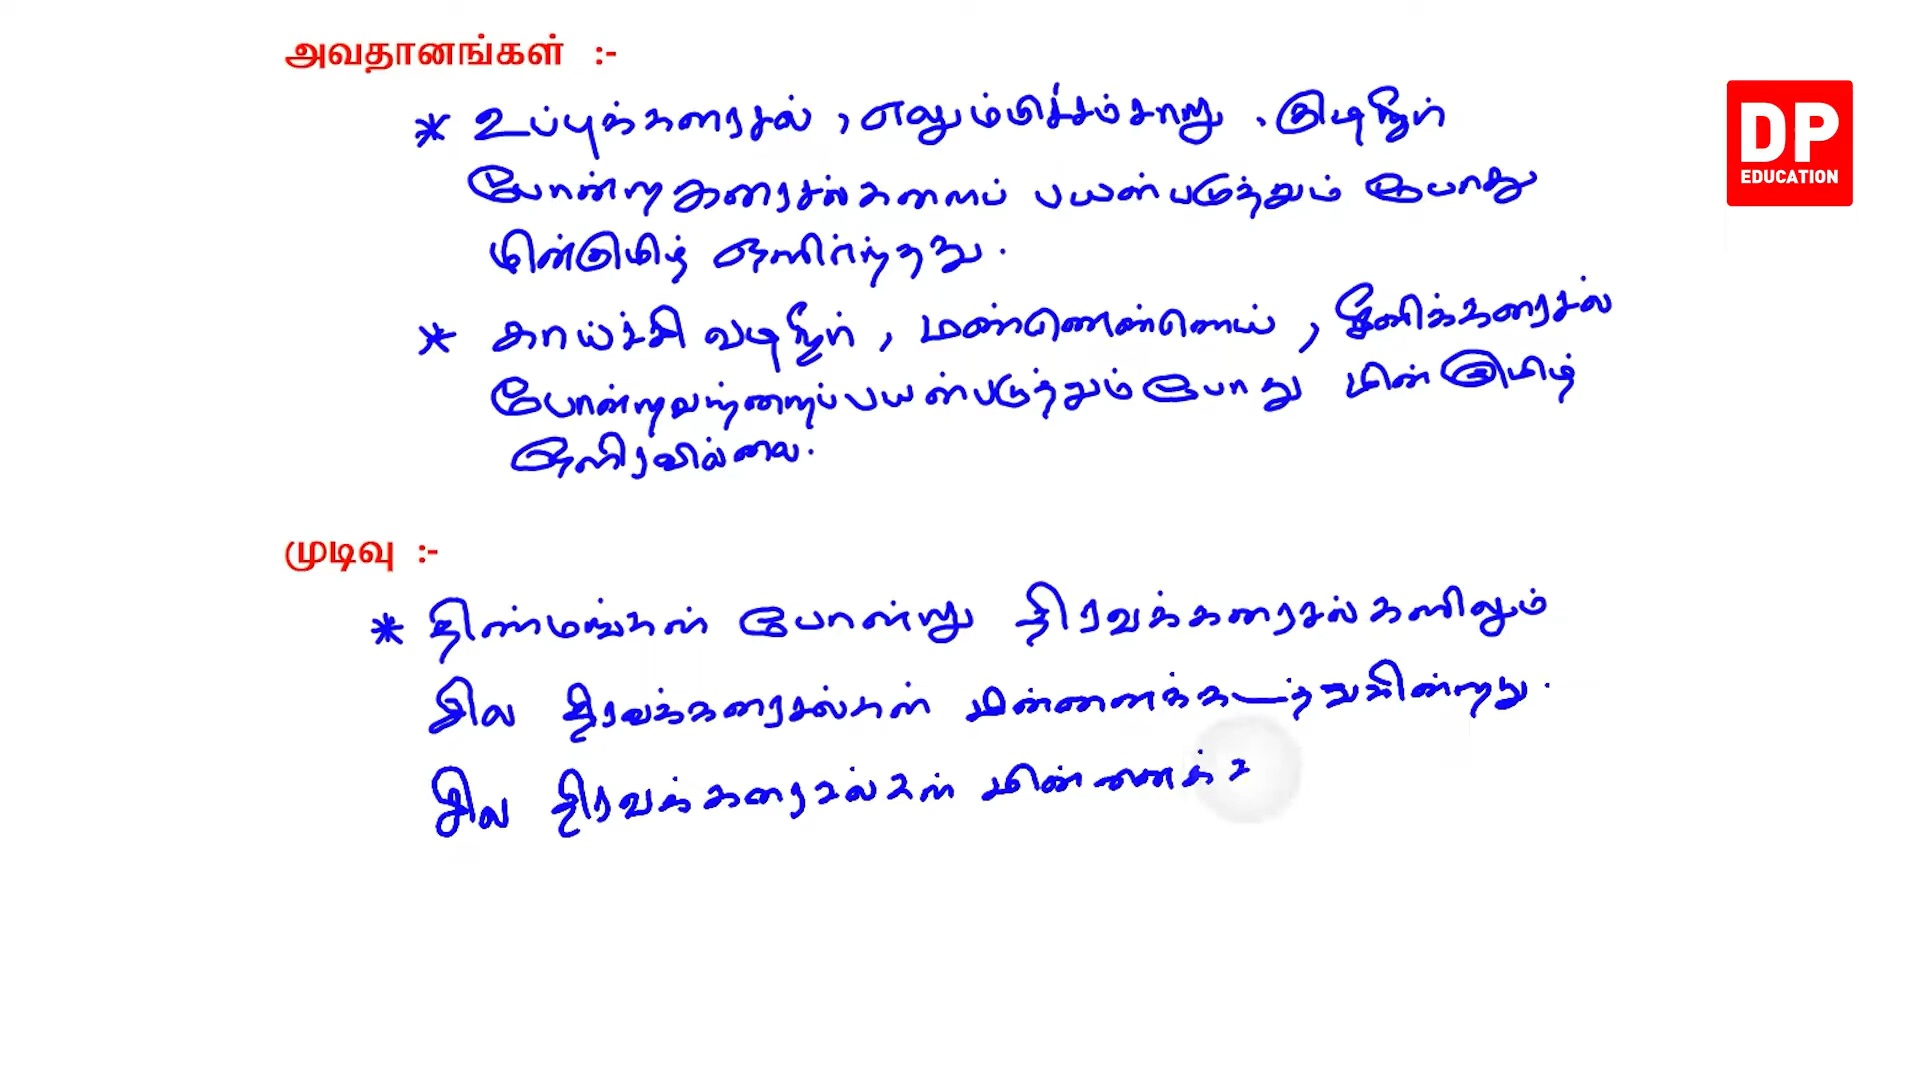 அவதானங்கள் :-
* உப்புக்கரைசல் , எலுமிச்சம்சாறு , குடிநீர்
போன்ற கரைசல்களைப் பயன்படுத்தும் போது
மின்குமிழ் ஒளிர்ந்தது .
* காய்ச்சி வடிநீர் , மண்ணெண்ணெய் , சீனிக்கரைசல்
போன்றவற்றைப் பயன்படுத்தும் போது மின்குமிழ்
ஒளிரவில்லை .
முடிவு :-
* திண்மங்கள் போன்று திரவக்கரைசல்களிலும்
சில திரவக்கரைசல்கள் மின்னைக்கடத்துகின்றது .
சில திரவக்கரைசல்கள் மின்னைக்க
DP
EDUCATION